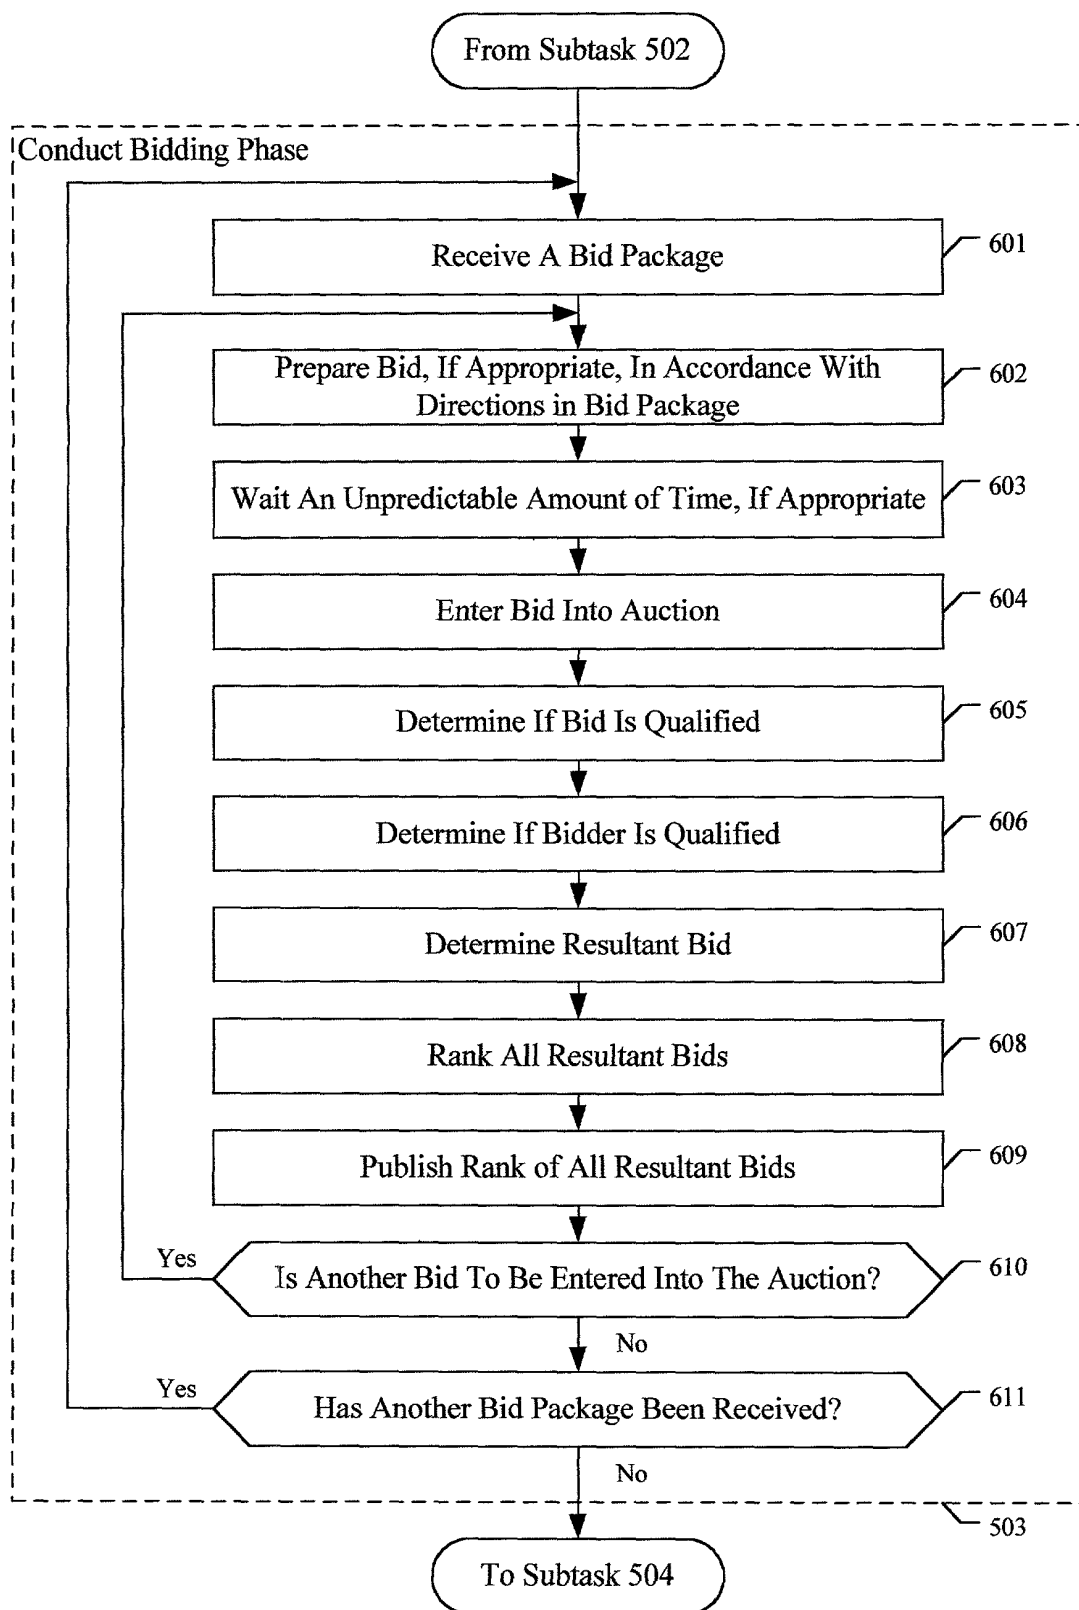 From Subtask 502
Conduct Bidding Phase
Receive A Bid Package
601
Prepare Bid, If Appropriate, In Accordance With
Directions in Bid Package
602
Wait An Unpredictable Amount of Time, If Appropriate
603
Enter Bid Into Auction
604
Determine If Bid Is Qualified
605
Determine If Bidder Is Qualified
606
Determine Resultant Bid
607
Rank All Resultant Bids
608
Publish Rank of All Resultant Bids
609
Yes
Is Another Bid To Be Entered Into The Auction?
610
No
Yes
Has Another Bid Package Been Received?
611
No
503
To Subtask 504